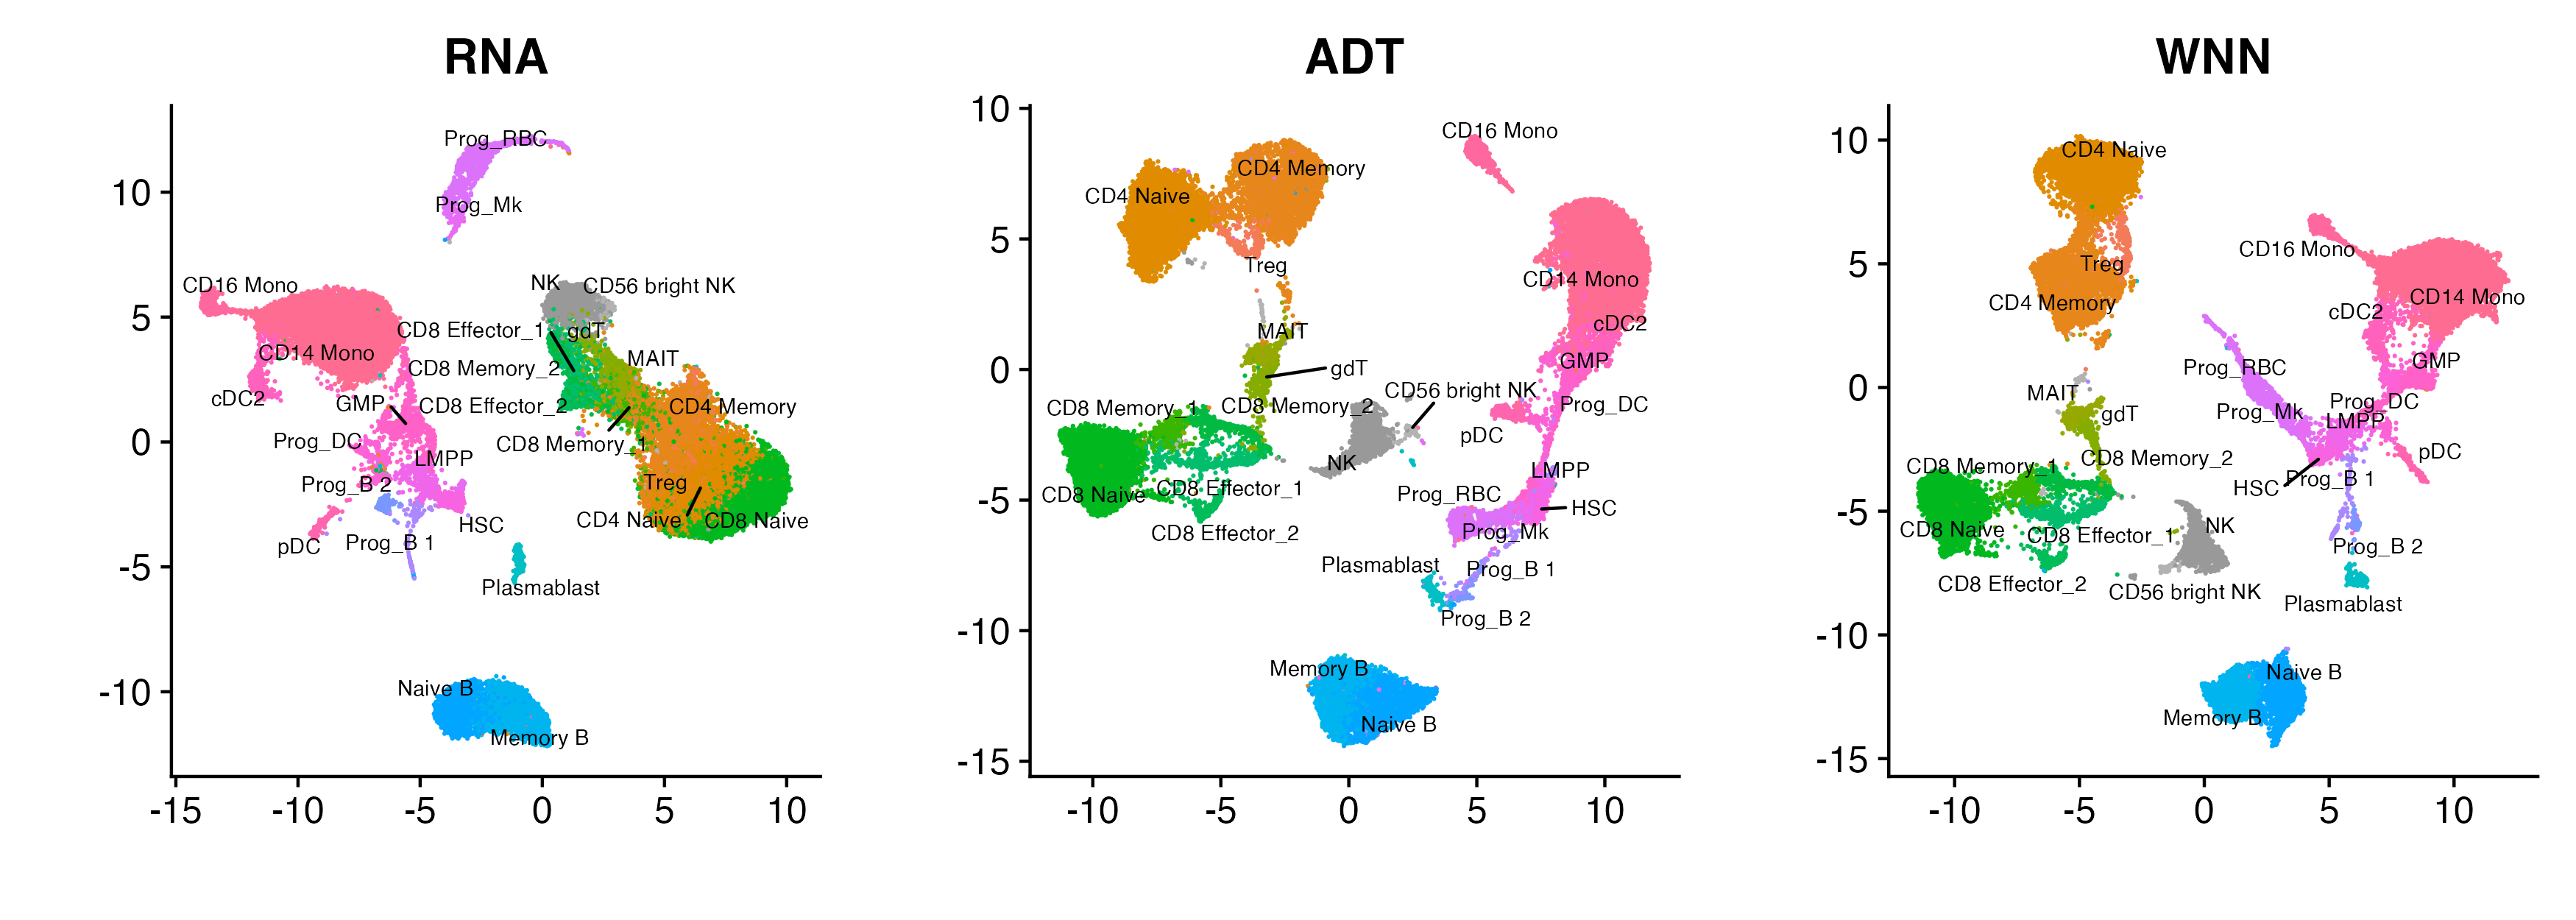 RNA
Prog_RBC
10
Prog_Mk
CD16 Mono
NK
CD56 bright NK
5
CD8 Effector_1
gdT
CD14 Mono
MAIT
CD8 Memory_2
cDC2
GMP
CD8 Effector_2
CD4 Memory
0
Prog_DC
CD8 Memory_1
LMPP
Prog_B 2
Treg
HSC
CD4 Naive
CD8 Naive
pDC
Prog_B 1
-5
Plasmablast
-10
Naive B
Memory B
-15
-10
-5
0
5
10
ADT
10
CD16 Mono
CD4 Memory
CD4 Naive
5
Treg
CD14 Mono
cDC2
MAIT
0
gdT
GMP
CD56 bright NK
CD8 Memory_1
CD8 Memory_2
Prog_DC
pDC
NK
LMPP
CD8 Naive
CD8 Effector_1
Prog_RBC
-5
HSC
CD8 Effector_2
Prog_Mk
Plasmablast
Prog_B 1
Prog_B 2
-10
Memory B
Naive B
-15
-10
-5
0
5
10
WNN
10
CD4 Naive
CD16 Mono
5
Treg
CD4 Memory
CD14 Mono
cDC2
Prog_RBC
GMP
0
MAIT
gdT
Prog_Mk
Prog_DC
LMPP
CD8 Memory_1
CD8 Memory_2
pDC
HSC
Prog_B 1
-5
CD8 Naive
CD8 Effector_1
NK
Prog_B 2
CD8 Effector_2
CD56 bright NK
Plasmablast
-10
Naive B
Memory B
-15
-10
-5
0
5
10